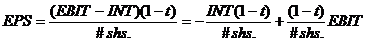 EPS = (EBIT − INT)(1 − t) / # shs. = − INT(1 − t) / # shs. + (1 − t) / # shs. EBIT